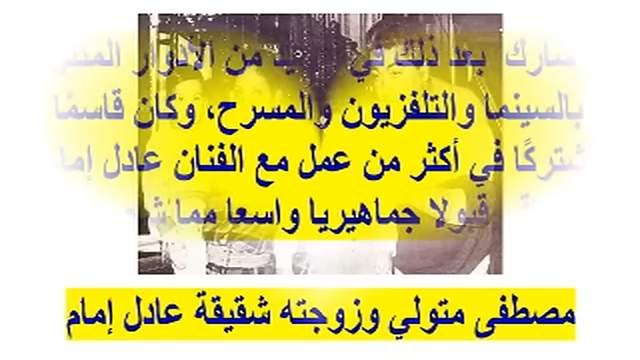 شارك بعد ذلك في من الأدوار
بالسينما والتلفزيون والمسرح، وكان قاسمًا
مشتركًا في أكثر من عمل مع الفنان عادل إمام
قبولا جماهيريا واسعا مما
مصطفى متولي وزوجته شقيقة عادل إمام